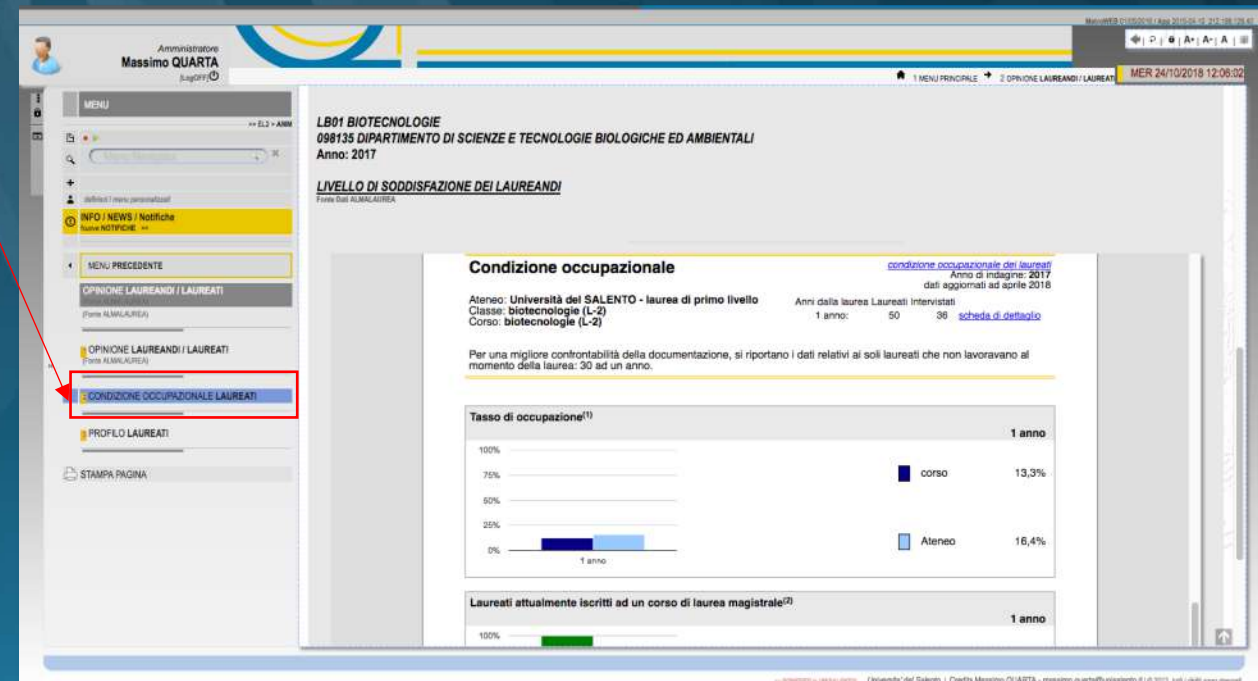 Amministratore
Massimo QUARTA
[LogOFF]
A+ | A- | A
1 MENU PRINCIPALE 2 OPINIONE LAUREANDI / LAUREATI
MER 24/10/2018 12:06:02
MENU
INFO / NEWS / Notifiche
Nuove NOTIFICHE >>
MENU PRECEDENTE
OPINIONE LAUREANDI / LAUREATI
(Fonte ALMALAUREA)
OPINIONE LAUREANDI / LAUREATI
(Fonte ALMALAUREA)
CONDIZIONE OCCUPAZIONALE LAUREATI
PROFILO LAUREATI
STAMPA PAGINA
LB01 BIOTECNOLOGIE
098135 DIPARTIMENTO DI SCIENZE E TECNOLOGIE BIOLOGICHE ED AMBIENTALI
Anno: 2017
LIVELLO DI SODDISFAZIONE DEI LAUREANDI
Fonte Dati ALMALAUREA
Condizione occupazionale
condizione occupazionale dei laureati
Anno di indagine: 2017
dati aggiornati ad aprile 2018
Ateneo: Università del SALENTO - laurea di primo livello
Classe: biotecnologie (L-2)
Corso: biotecnologie (L-2)
Anni dalla laurea Laureati Intervistati
1 anno: 50 36 scheda di dettaglio
Per una migliore confrontabilità della documentazione, si riportano i dati relativi ai soli laureati che non lavoravano al
momento della laurea: 30 ad un anno.
Tasso di occupazione(1)
1 anno
100%
75%
50%
25%
0%
1 anno
corso 13,3%
Ateneo 16,4%
Laureati attualmente iscritti ad un corso di laurea magistrale(2)
1 anno
100%